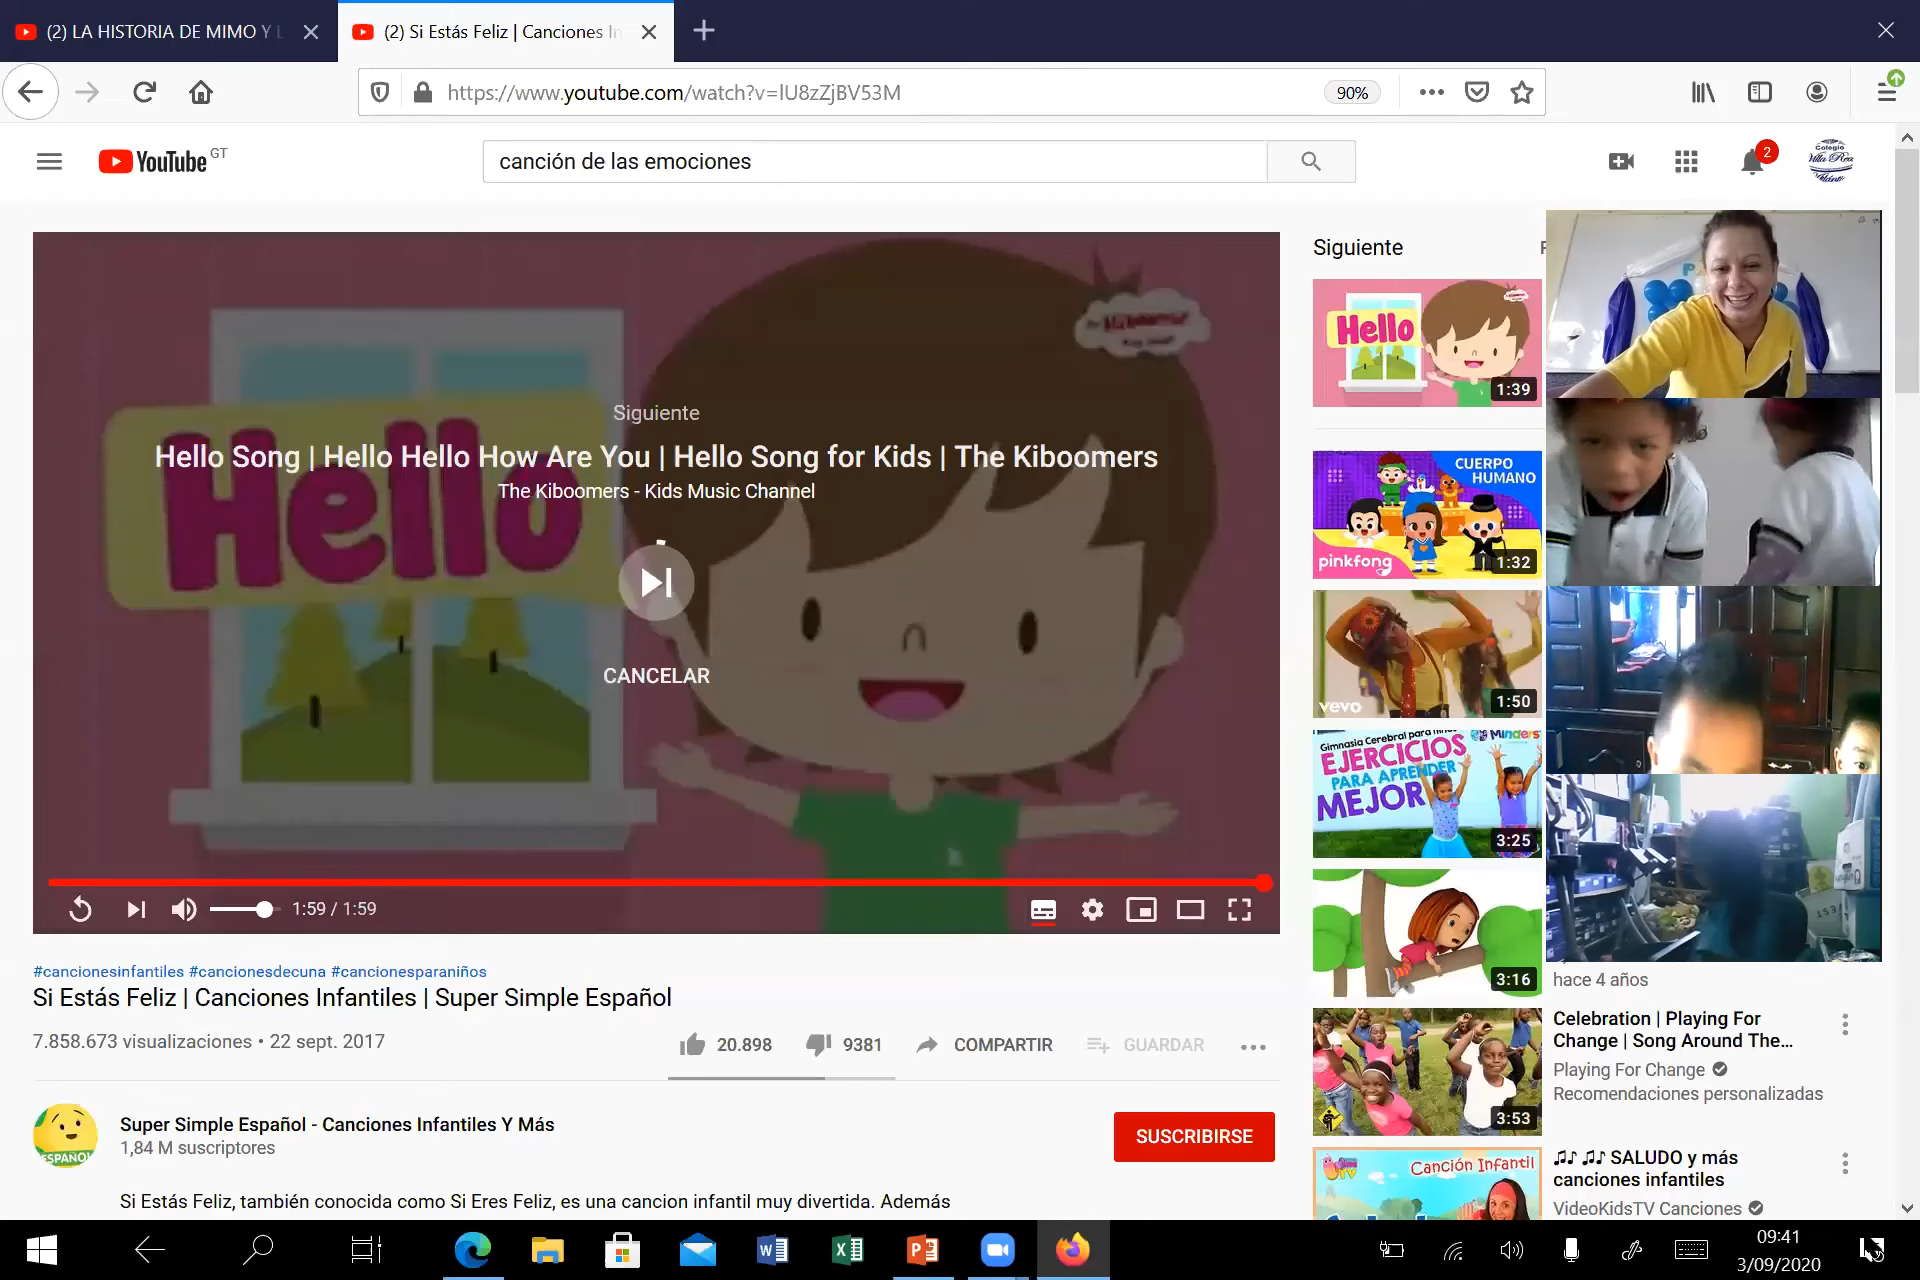 (2) LA HISTORIA DE MIMO Y L
(2) Si Estás Feliz | Canciones In
https://www.youtube.com/watch?v=lU8zZjBV53M
90%
YouTube GT
canción de las emociones
2
Colegio
Siguiente
Hello
1:39
Siguiente
Hello Song | Hello Hello How Are You | Hello Song for Kids | The Kiboomers
The Kiboomers - Kids Music Channel
Hello
CANCELAR
CUERPO
HUMANO
pinkfong
1:32
vevo
1:50
Gimnasia Cerebral para niños
Minders
EJERCICIOS
PARA APRENDER
MEJOR
3:25
1:59 / 1:59
3:16
hace 4 años
#cancionesinfantiles #cancionesdecuna #cancionesparaniños
Si Estás Feliz | Canciones Infantiles | Super Simple Español
7.858.673 visualizaciones • 22 sept. 2017
20.898
9381
COMPARTIR
GUARDAR
3:53
Celebration | Playing For
Change | Song Around The...
Playing For Change
Recomendaciones personalizadas
ESPAÑOL
Super Simple Español - Canciones Infantiles Y Más
1,84 M suscriptores
SUSCRIBIRSE
Si Estás Feliz, también conocida como Si Eres Feliz, es una cancion infantil muy divertida. Además
Canción Infantil
♫♪ ♫♪ SALUDO y más
canciones infantiles
VideoKidsTV Canciones
09:41
3/09/2020